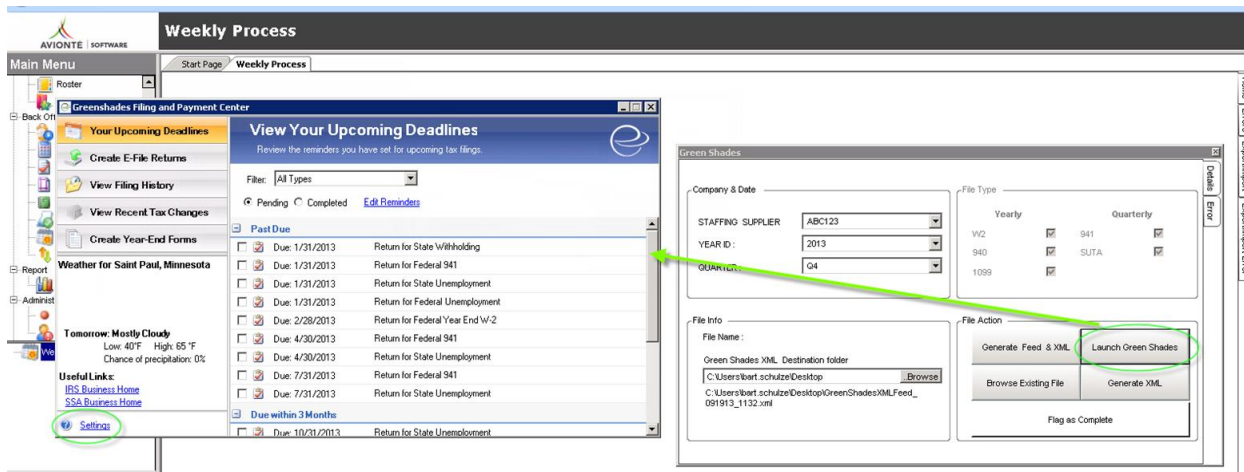 AVIONTÉ SOFTWARE
Weekly Process
Main Menu
Start Page
Weekly Process
Roster
Back Off
Report
Administ
We
Greenshades Filing and Payment Center
Your Upcoming Deadlines
Create E-File Returns
View Filing History
View Recent Tax Changes
Create Year-End Forms
Weather for Saint Paul, Minnesota
Tomorrow: Mostly Cloudy
Low: 40°F High: 65 °F
Chance of precipitation: 0%
Useful Links:
IRS Business Home
SSA Business Home
Settings
View Your Upcoming Deadlines
Review the reminders you have set for upcoming tax filings.
Filter: All Types
Pending Completed Edit Reminders
Past Due
Due: 1/31/2013 Return for State Withholding
Due: 1/31/2013 Return for Federal 941
Due: 1/31/2013 Return for State Unemployment
Due: 1/31/2013 Return for Federal Unemployment
Due: 2/28/2013 Return for Federal Year End W-2
Due: 4/30/2013 Return for Federal 941
Due: 4/30/2013 Return for State Unemployment
Due: 7/31/2013 Return for Federal 941
Due: 7/31/2013 Return for State Unemployment
Due within 3 Months
Due: 10/31/2013 Return for State Unemployment
Green Shades
Company & Date
STAFFING SUPPLIER ABC123
YEAR ID : 2013
QUARTER : Q4
File Type
Yearly Quarterly
W2 941
940 SUTA
1099
File Info
File Name :
Green Shades XML Destination folder
C:\Users\bart.schulze\Desktop ..Browse
C:\Users\bart.schulze\Desktop\GreenShadesXMLFeed_
091913_1132.xml
File Action
Generate Feed & XML
Launch Green Shades
Browse Existing File
Generate XML
Flag as Complete
Details
Error